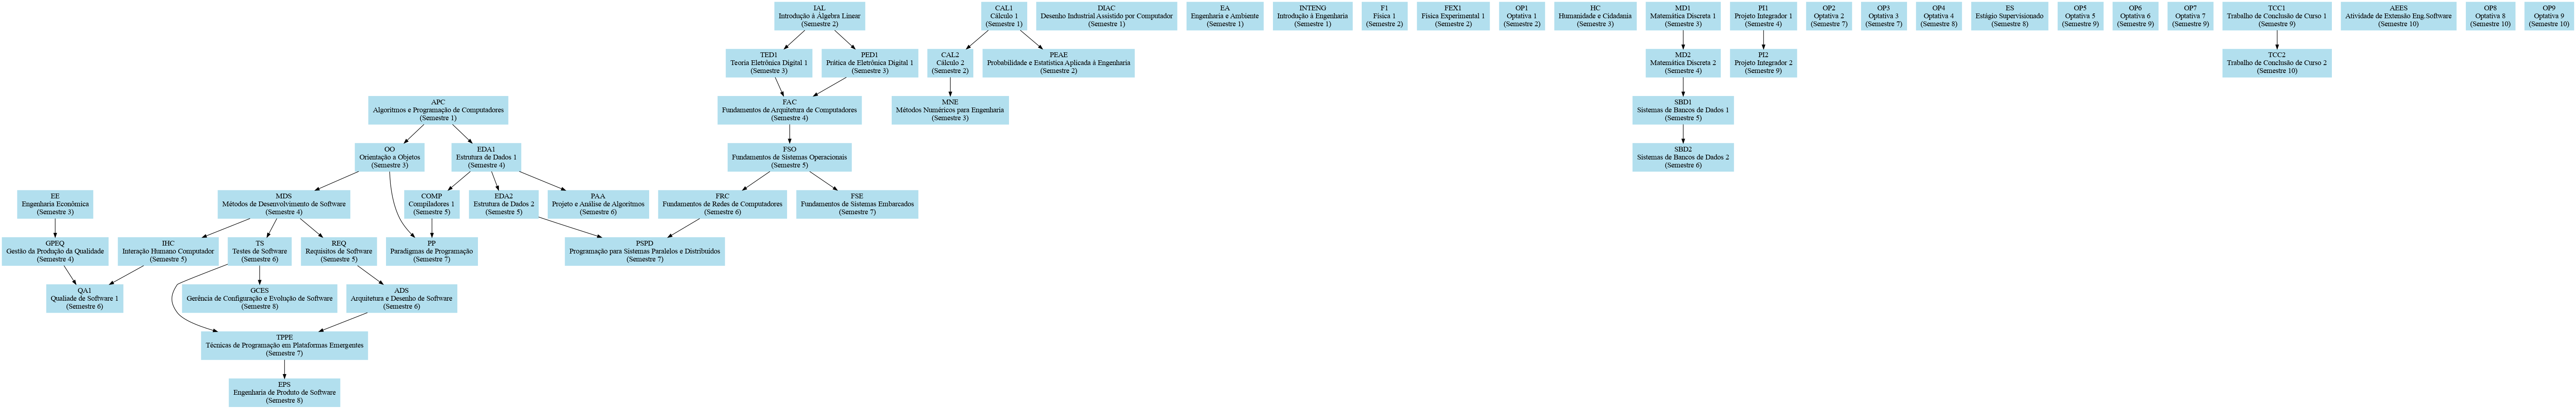 IAL
Introdução à Álgebra Linear
(Semestre 2)
CAL1
Cálculo 1
(Semestre 1)
DIAC
Desenho Industrial Assistido por Computador
(Semestre 1)
EA
Engenharia e Ambiente
(Semestre 1)
INTENG
Introdução à Engenharia
(Semestre 1)
F1
Física 1
(Semestre 2)
FEX1
Física Experimental 1
(Semestre 2)
OP1
Optativa 1
(Semestre 2)
HC
Humanidade e Cidadania
(Semestre 3)
MD1
Matemática Discreta 1
(Semestre 3)
PI1
Projeto Integrador 1
(Semestre 4)
OP2
Optativa 2
(Semestre 7)
OP3
Optativa 3
(Semestre 7)
OP4
Optativa 4
(Semestre 8)
ES
Estágio Supervisionado
(Semestre 8)
OP5
Optativa 5
(Semestre 9)
OP6
Optativa 6
(Semestre 9)
OP7
Optativa 7
(Semestre 9)
TCC1
Trabalho de Conclusão de Curso 1
(Semestre 9)
AEES
Atividade de Extensão Eng.Software
(Semestre 10)
OP8
Optativa 8
(Semestre 10)
OP9
Optativa 9
(Semestre 10)
TED1
Teoria Eletrônica Digital 1
(Semestre 3)
PED1
Prática de Eletrônica Digital 1
(Semestre 3)
CAL2
Cálculo 2
(Semestre 2)
PEAE
Probabilidade e Estatística Aplicada à Engenharia
(Semestre 2)
MD2
Matemática Discreta 2
(Semestre 4)
PI2
Projeto Integrador 2
(Semestre 9)
TCC2
Trabalho de Conclusão de Curso 2
(Semestre 10)
APC
Algoritmos e Programação de Computadores
(Semestre 1)
FAC
Fundamentos de Arquitetura de Computadores
(Semestre 4)
MNE
Métodos Numéricos para Engenharia
(Semestre 3)
SBD1
Sistemas de Bancos de Dados 1
(Semestre 5)
OO
Orientação a Objetos
(Semestre 3)
EDA1
Estrutura de Dados 1
(Semestre 4)
FSO
Fundamentos de Sistemas Operacionais
(Semestre 5)
SBD2
Sistemas de Bancos de Dados 2
(Semestre 6)
EE
Engenharia Econômica
(Semestre 3)
MDS
Métodos de Desenvolvimento de Software
(Semestre 4)
COMP
Compiladores 1
(Semestre 5)
EDA2
Estrutura de Dados 2
(Semestre 5)
PAA
Projeto e Análise de Algoritmos
(Semestre 6)
FRC
Fundamentos de Redes de Computadores
(Semestre 6)
FSE
Fundamentos de Sistemas Embarcados
(Semestre 7)
GPEQ
Gestão da Produção da Qualidade
(Semestre 4)
IHC
Interação Humano Computador
(Semestre 5)
TS
Testes de Software
(Semestre 6)
REQ
Requisitos de Software
(Semestre 5)
PP
Paradigmas de Programação
(Semestre 7)
PSPD
Programação para Sistemas Paralelos e Distribuídos
(Semestre 7)
QA1
Qualiade de Software 1
(Semestre 6)
GCES
Gerência de Configuração e Evolução de Software
(Semestre 8)
ADS
Arquitetura e Desenho de Software
(Semestre 6)
TPPE
Técnicas de Programação em Plataformas Emergentes
(Semestre 7)
EPS
Engenharia de Produto de Software
(Semestre 8)